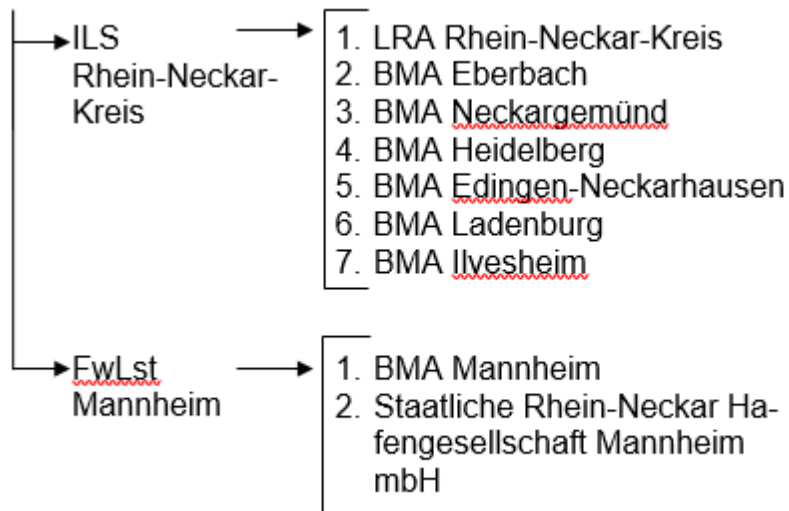 ILS
Rhein-Neckar-
Kreis
1. LRA Rhein-Neckar-Kreis
2. BMA Eberbach
3. BMA Neckargemünd
4. BMA Heidelberg
5. BMA Edingen-Neckarhausen
6. BMA Ladenburg
7. BMA Ilvesheim
FwLst
Mannheim
1. BMA Mannheim
2. Staatliche Rhein-Neckar Ha-
fengesellschaft Mannheim
mbH